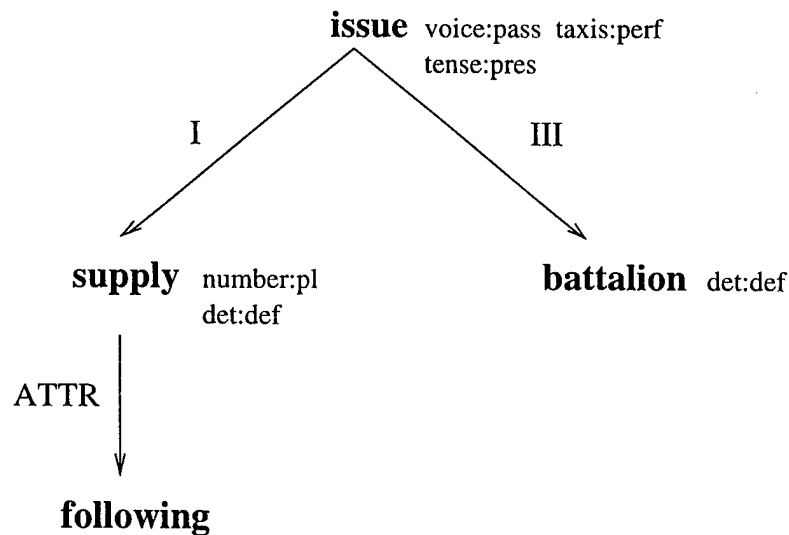 issue voice:pass taxis:perf
tense:pres
I
III
supply number:pl
det:def
battalion det:def
ATTR
following